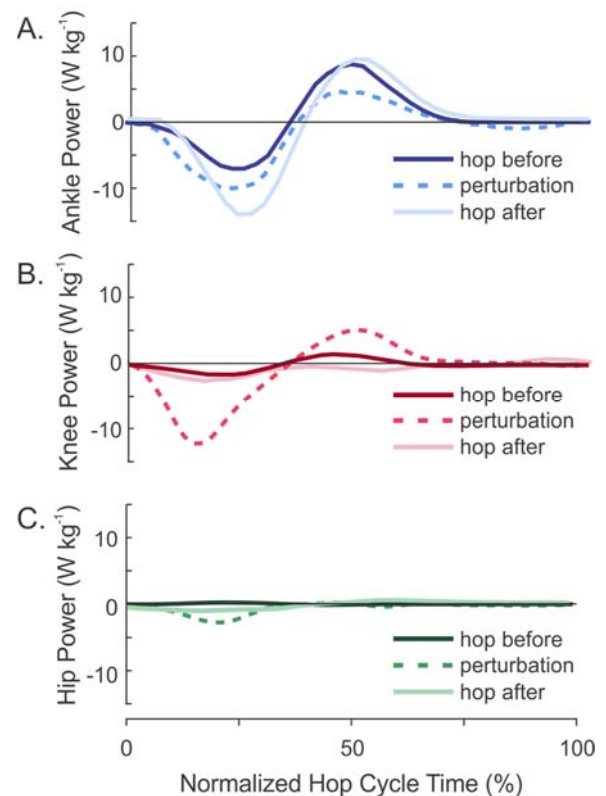 A.
Ankle Power (W kg-1)
10
0
-10
hop before
perturbation
hop after
B.
Knee Power (W kg-1)
10
0
-10
hop before
perturbation
hop after
C.
Hip Power (W kg-1)
10
0
-10
hop before
perturbation
hop after
0
50
100
Normalized Hop Cycle Time (%)